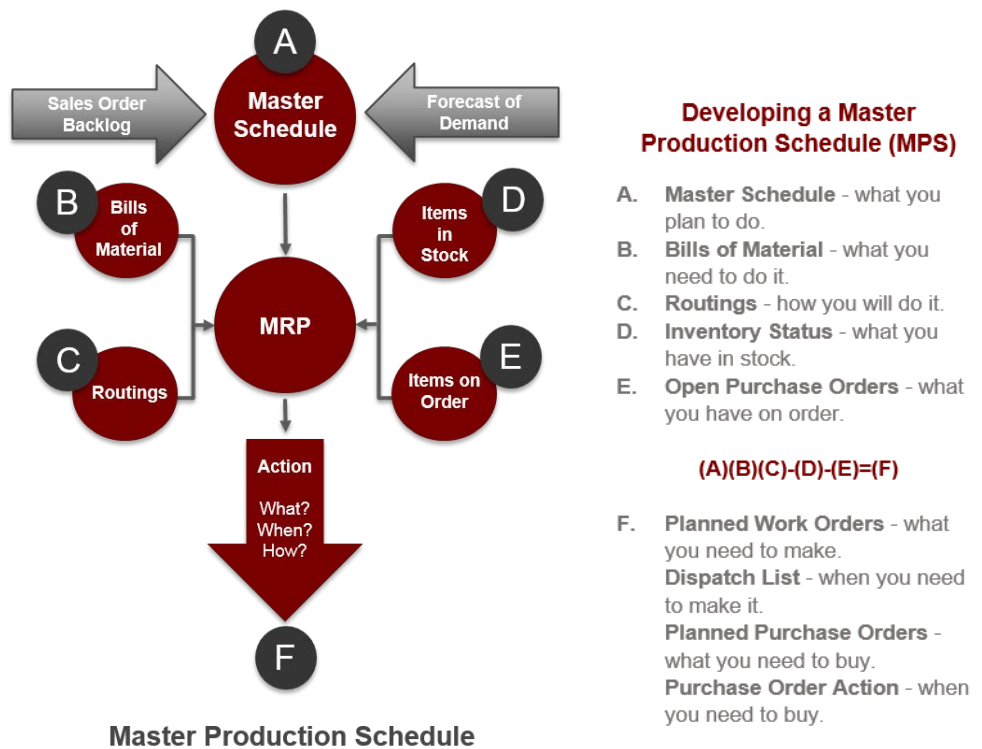 A
Master
Schedule
Sales Order
Backlog
Forecast of
Demand
B
Bills
of
Material
D
Items
in
Stock
MRP
C
Routings
E
Items on
Order
Action
What?
When?
How?
F
Master Production Schedule
Developing a Master
Production Schedule (MPS)
A. Master Schedule - what you
plan to do.
B. Bills of Material - what you
need to do it.
C. Routings - how you will do it.
D. Inventory Status - what you
have in stock.
E. Open Purchase Orders - what
you have on order.
(A)(B)(C)-(D)-(E)=(F)
F. Planned Work Orders - what
you need to make.
Dispatch List - when you need
to make it.
Planned Purchase Orders -
what you need to buy.
Purchase Order Action - when
you need to buy.